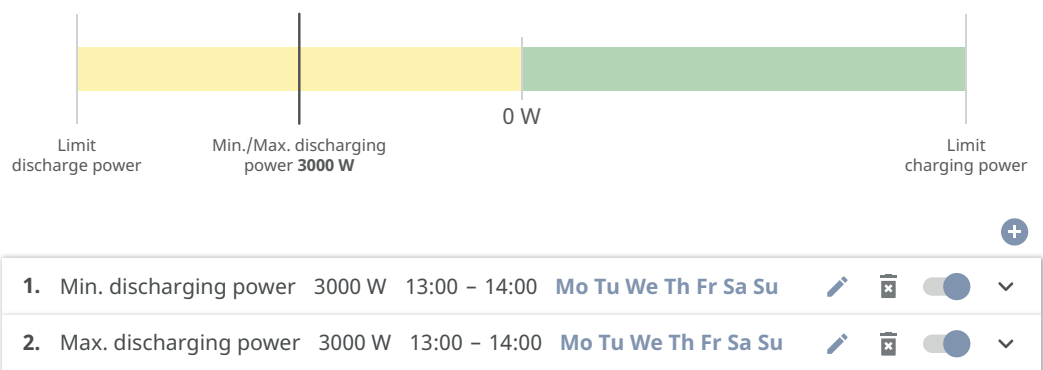 0 W
Limit
discharge power
Min./Max. discharging
power 3000 W
Limit
charging power
1. Min. discharging power 3000 W 13:00 – 14:00 Mo Tu We Th Fr Sa Su
2. Max. discharging power 3000 W 13:00 – 14:00 Mo Tu We Th Fr Sa Su